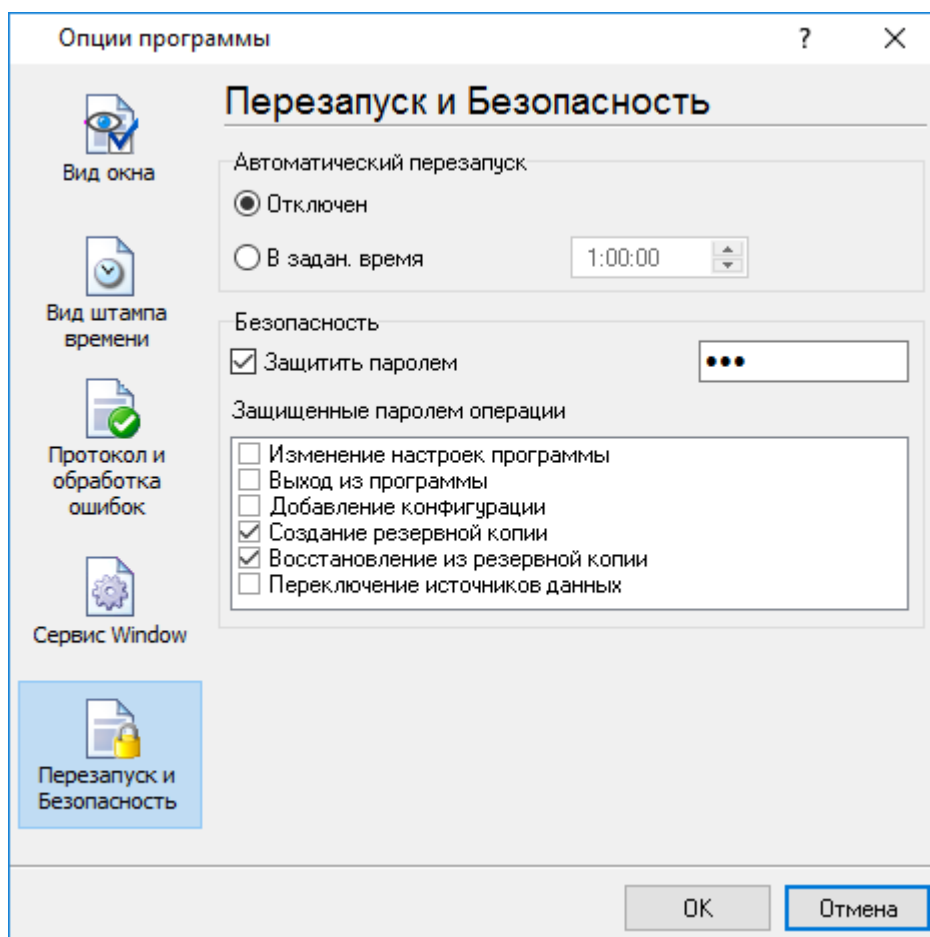 Опции программы
?
Вид окна
Вид штампа
времени
Протокол и
обработка
ошибок
Сервис Window
Перезапуск и
Безопасность
Перезапуск и Безопасность
Автоматический перезапуск
Отключен
В задан. время
1:00:00
Безопасность
Защитить паролем
•••
Защищенные паролем операции
Изменение настроек программы
Выход из программы
Добавление конфигурации
Создание резервной копии
Восстановление из резервной копии
Переключение источников данных
OK
Отмена